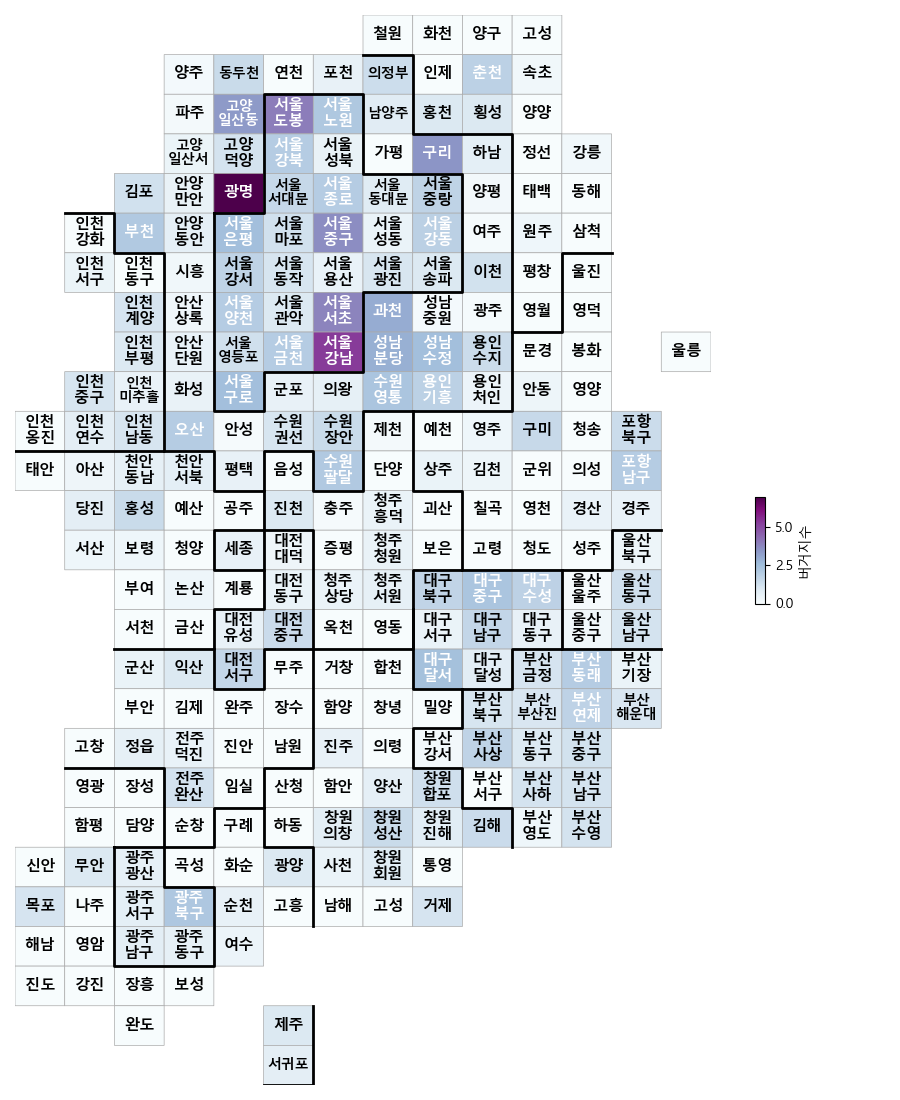 철원 화천 양구 고성
양주 동두천 연천 포천 의정부 인제 춘천 속초
파주 고양 일산동 서울 도봉 서울 노원 남양주 홍천 횡성 양양
고양 일산서 고양 덕양 서울 강북 서울 성북 가평 구리 하남 정선 강릉
김포 안양 만안 광명 서울 서대문 서울 종로 서울 동대문 서울 중랑 양평 태백 동해
인천 강화 부천 안양 동안 서울 은평 서울 마포 서울 중구 서울 성동 서울 강동 여주 원주 삼척
인천 서구 인천 동구 시흥 서울 강서 서울 동작 서울 용산 서울 광진 서울 송파 이천 평창 울진
인천 계양 안산 상록 서울 양천 서울 관악 서울 서초 과천 성남 중원 광주 영월 영덕
인천 부평 안산 단원 서울 영등포 서울 금천 서울 강남 성남 분당 성남 수정 용인 수지 문경 봉화 울릉
인천 중구 인천 미추홀 화성 서울 구로 군포 의왕 수원 영통 용인 기흥 용인 처인 안동 영양
인천 옹진 인천 연수 인천 남동 오산 안성 수원 권선 수원 장안 제천 예천 영주 구미 청송 포항 북구
태안 아산 천안 동남 천안 서북 평택 음성 수원 팔달 단양 상주 김천 군위 의성 포항 남구
당진 홍성 예산 공주 진천 충주 청주 흥덕 괴산 칠곡 영천 경산 경주
서산 보령 청양 세종 대전 대덕 증평 청주 청원 보은 고령 청도 성주 울산 북구
부여 논산 계룡 대전 동구 청주 상당 청주 서원 대구 북구 대구 중구 대구 수성 울산 울주 울산 동구
서천 금산 대전 유성 대전 중구 옥천 영동 대구 서구 대구 남구 대구 동구 울산 중구 울산 남구
군산 익산 대전 서구 무주 거창 합천 대구 달서 대구 달성 부산 금정 부산 동래 부산 기장
부안 김제 완주 장수 함양 창녕 밀양 부산 북구 부산 부산진 부산 연제 부산 해운대
고창 정읍 전주 덕진 진안 남원 진주 의령 부산 강서 부산 사상 부산 동구 부산 중구
영광 장성 전주 완산 임실 산청 함안 양산 창원 합포 부산 서구 부산 사하 부산 남구
함평 담양 순창 구례 하동 창원 의창 창원 성산 창원 진해 김해 부산 영도 부산 수영
신안 무안 광주 광산 곡성 화순 광양 사천 창원 회원 통영
목포 나주 광주 서구 광주 북구 순천 고흥 남해 고성 거제
해남 영암 광주 남구 광주 동구 여수
진도 강진 장흥 보성
완도 제주
서귀포
5.0
2.5
0.0
버거지수